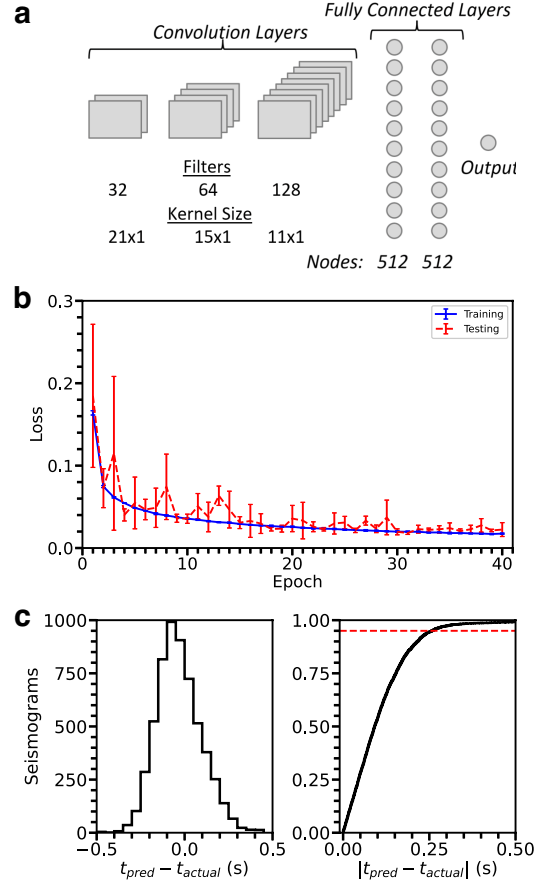 a
Fully Connected Layers
Convolution Layers
Filters
32 64 128
Kernel Size
21x1 15x1 11x1
Output
Nodes: 512 512
b
0.3
0.2
0.1
0.0
Loss
0 10 20 30 40
Epoch
Training
Testing
c
1000
750
500
250
0
Seismograms
−0.5 0.0 0.5
t_pred − t_actual (s)
1.00
0.75
0.50
0.25
0.00
0.00 0.25 0.50
|t_pred − t_actual| (s)